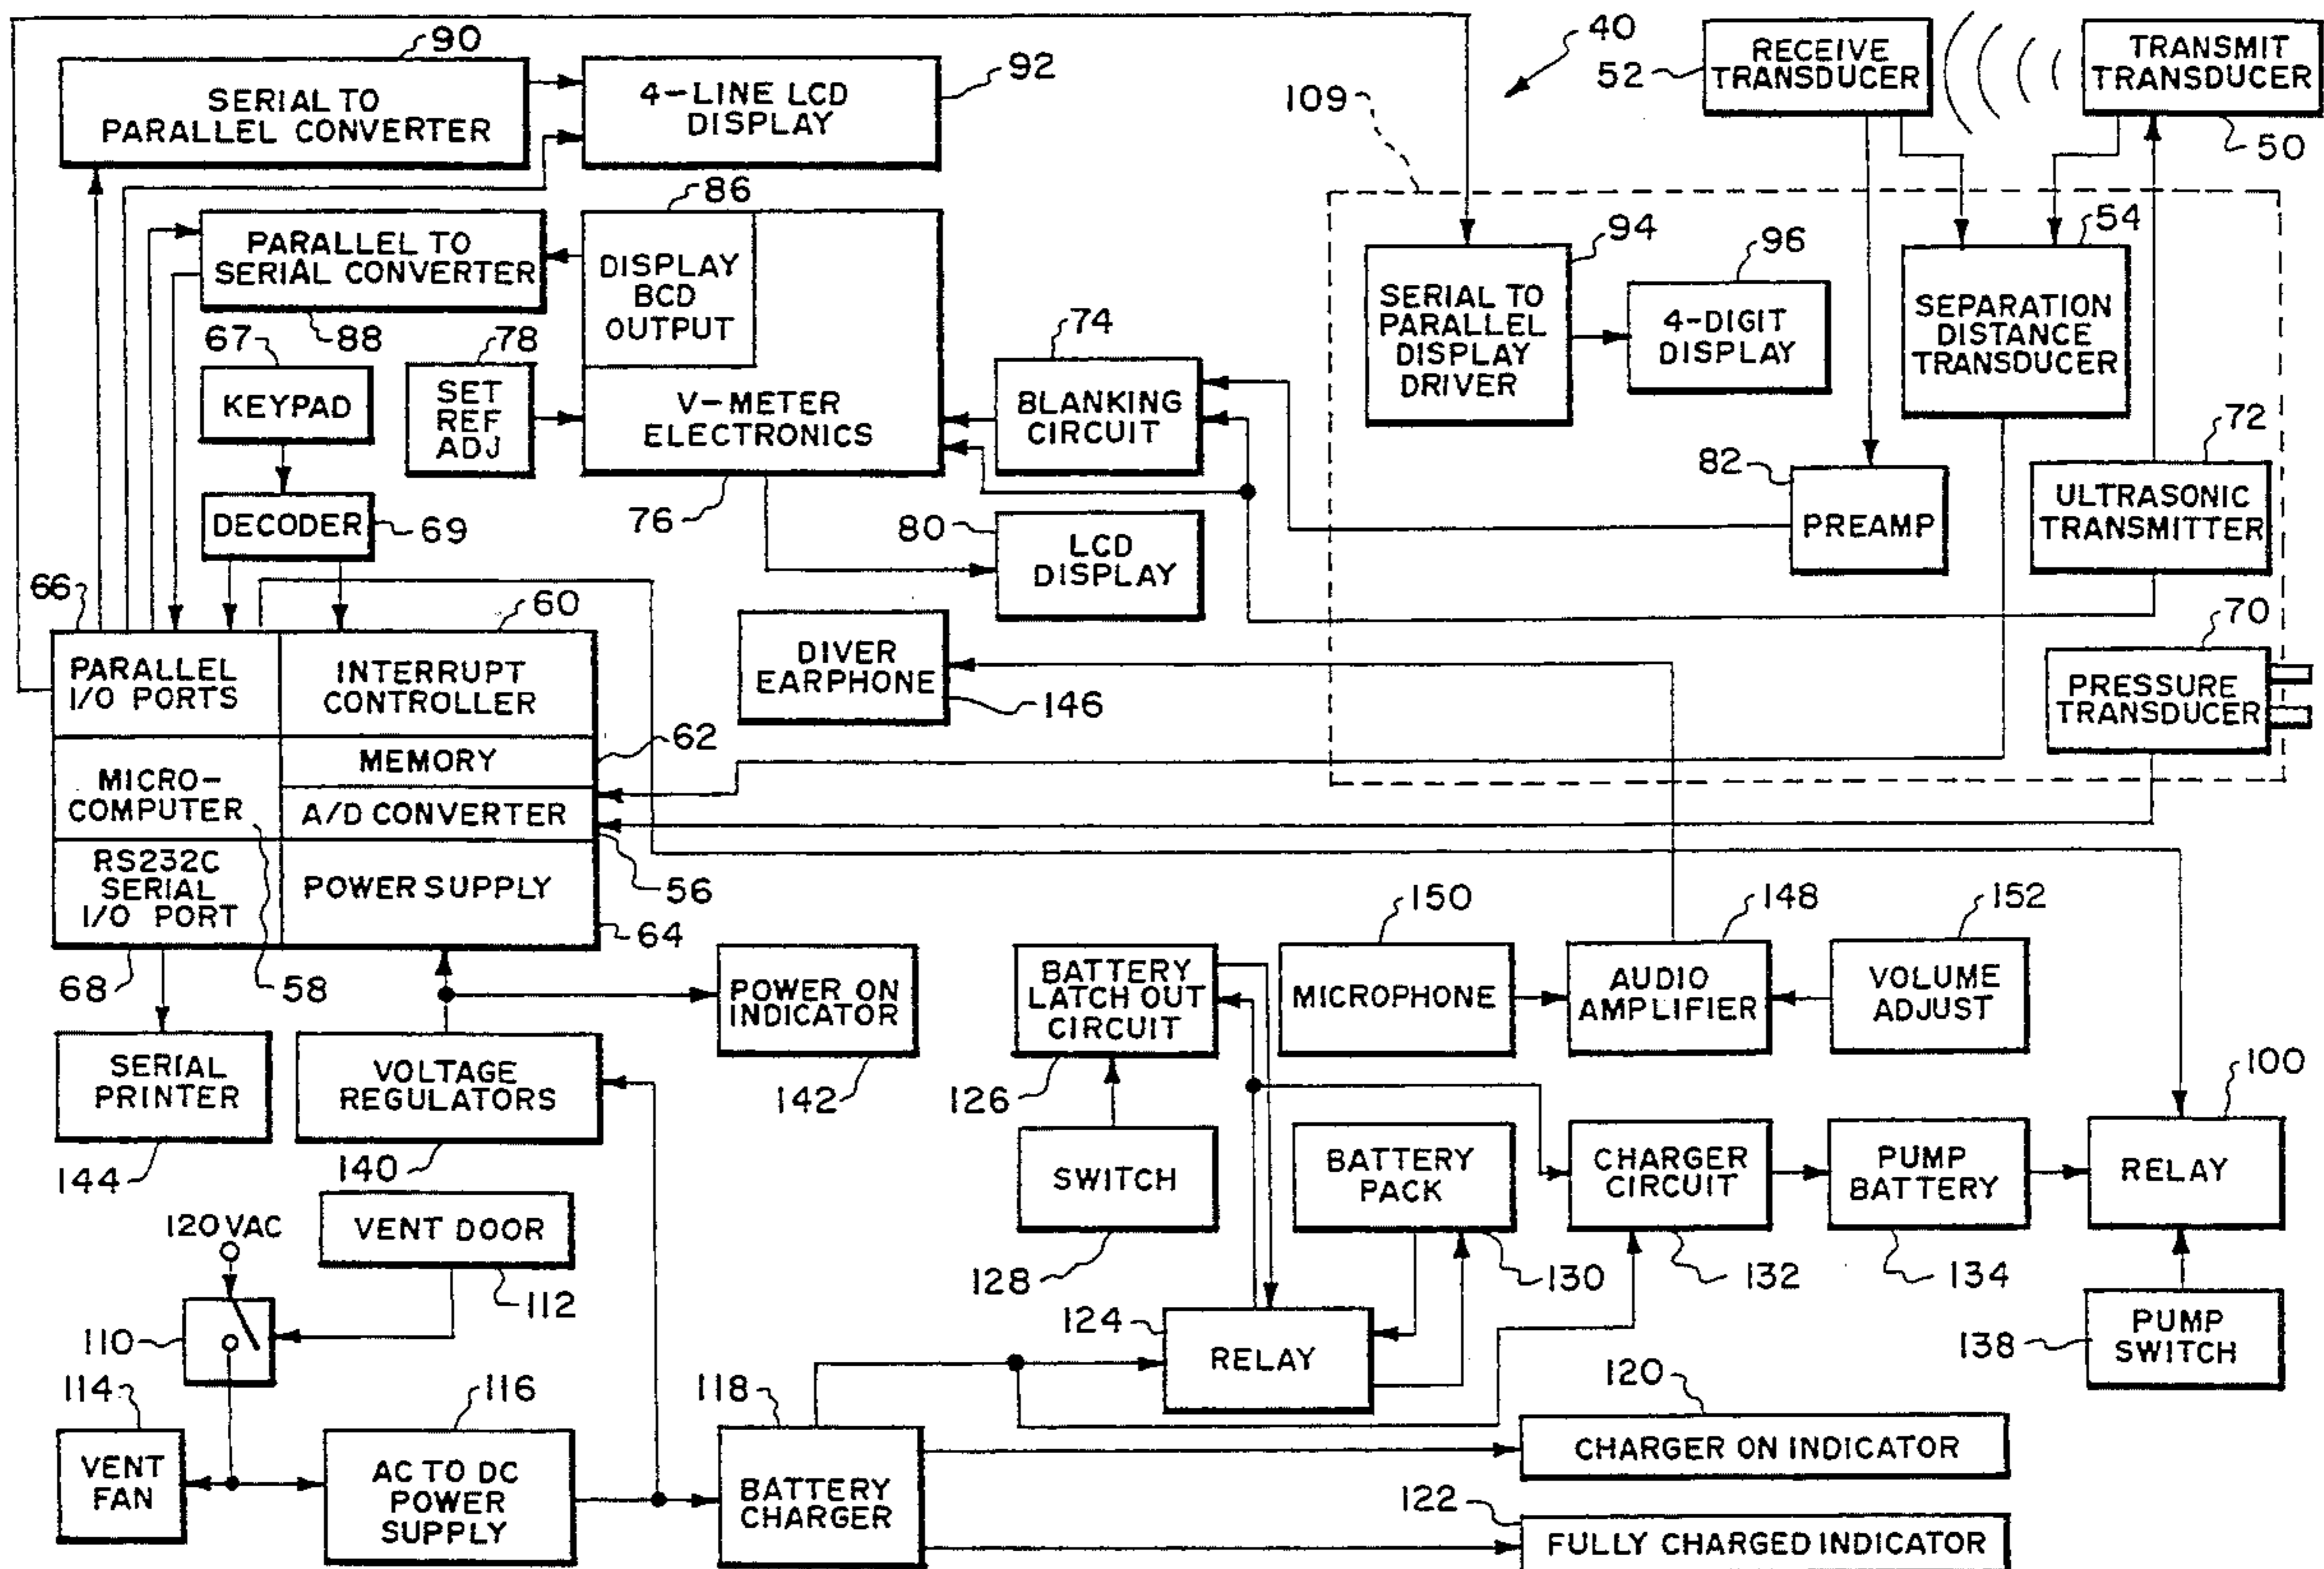 90
SERIAL TO
PARALLEL CONVERTER
4-LINE LCD
DISPLAY
92
40
52
RECEIVE
TRANSDUCER
TRANSMIT
TRANSDUCER
50
109
86
PARALLEL TO
SERIAL CONVERTER
88
DISPLAY
BCD
OUTPUT
V-METER
ELECTRONICS
76
67
KEYPAD
78
SET
REF
ADJ
74
BLANKING
CIRCUIT
94
SERIAL TO
PARALLEL
DISPLAY
DRIVER
96
4-DIGIT
DISPLAY
54
SEPARATION
DISTANCE
TRANSDUCER
DECODER
69
80
LCD
DISPLAY
82
PREAMP
72
ULTRASONIC
TRANSMITTER
66
60
PARALLEL
I/O PORTS
INTERRUPT
CONTROLLER
DIVER
EARPHONE
146
70
PRESSURE
TRANSDUCER
62
MICRO-
COMPUTER
MEMORY
A/D CONVERTER
56
RS232C
SERIAL
I/O PORT
POWER SUPPLY
64
68
58
POWER ON
INDICATOR
142
BATTERY
LATCH OUT
CIRCUIT
126
150
MICROPHONE
148
AUDIO
AMPLIFIER
152
VOLUME
ADJUST
SERIAL
PRINTER
144
VOLTAGE
REGULATORS
140
SWITCH
128
BATTERY
PACK
130
CHARGER
CIRCUIT
132
PUMP
BATTERY
134
100
RELAY
120 VAC
VENT DOOR
112
110
124
RELAY
138
PUMP
SWITCH
114
VENT
FAN
116
AC TO DC
POWER
SUPPLY
118
BATTERY
CHARGER
120
CHARGER ON INDICATOR
122
FULLY CHARGED INDICATOR